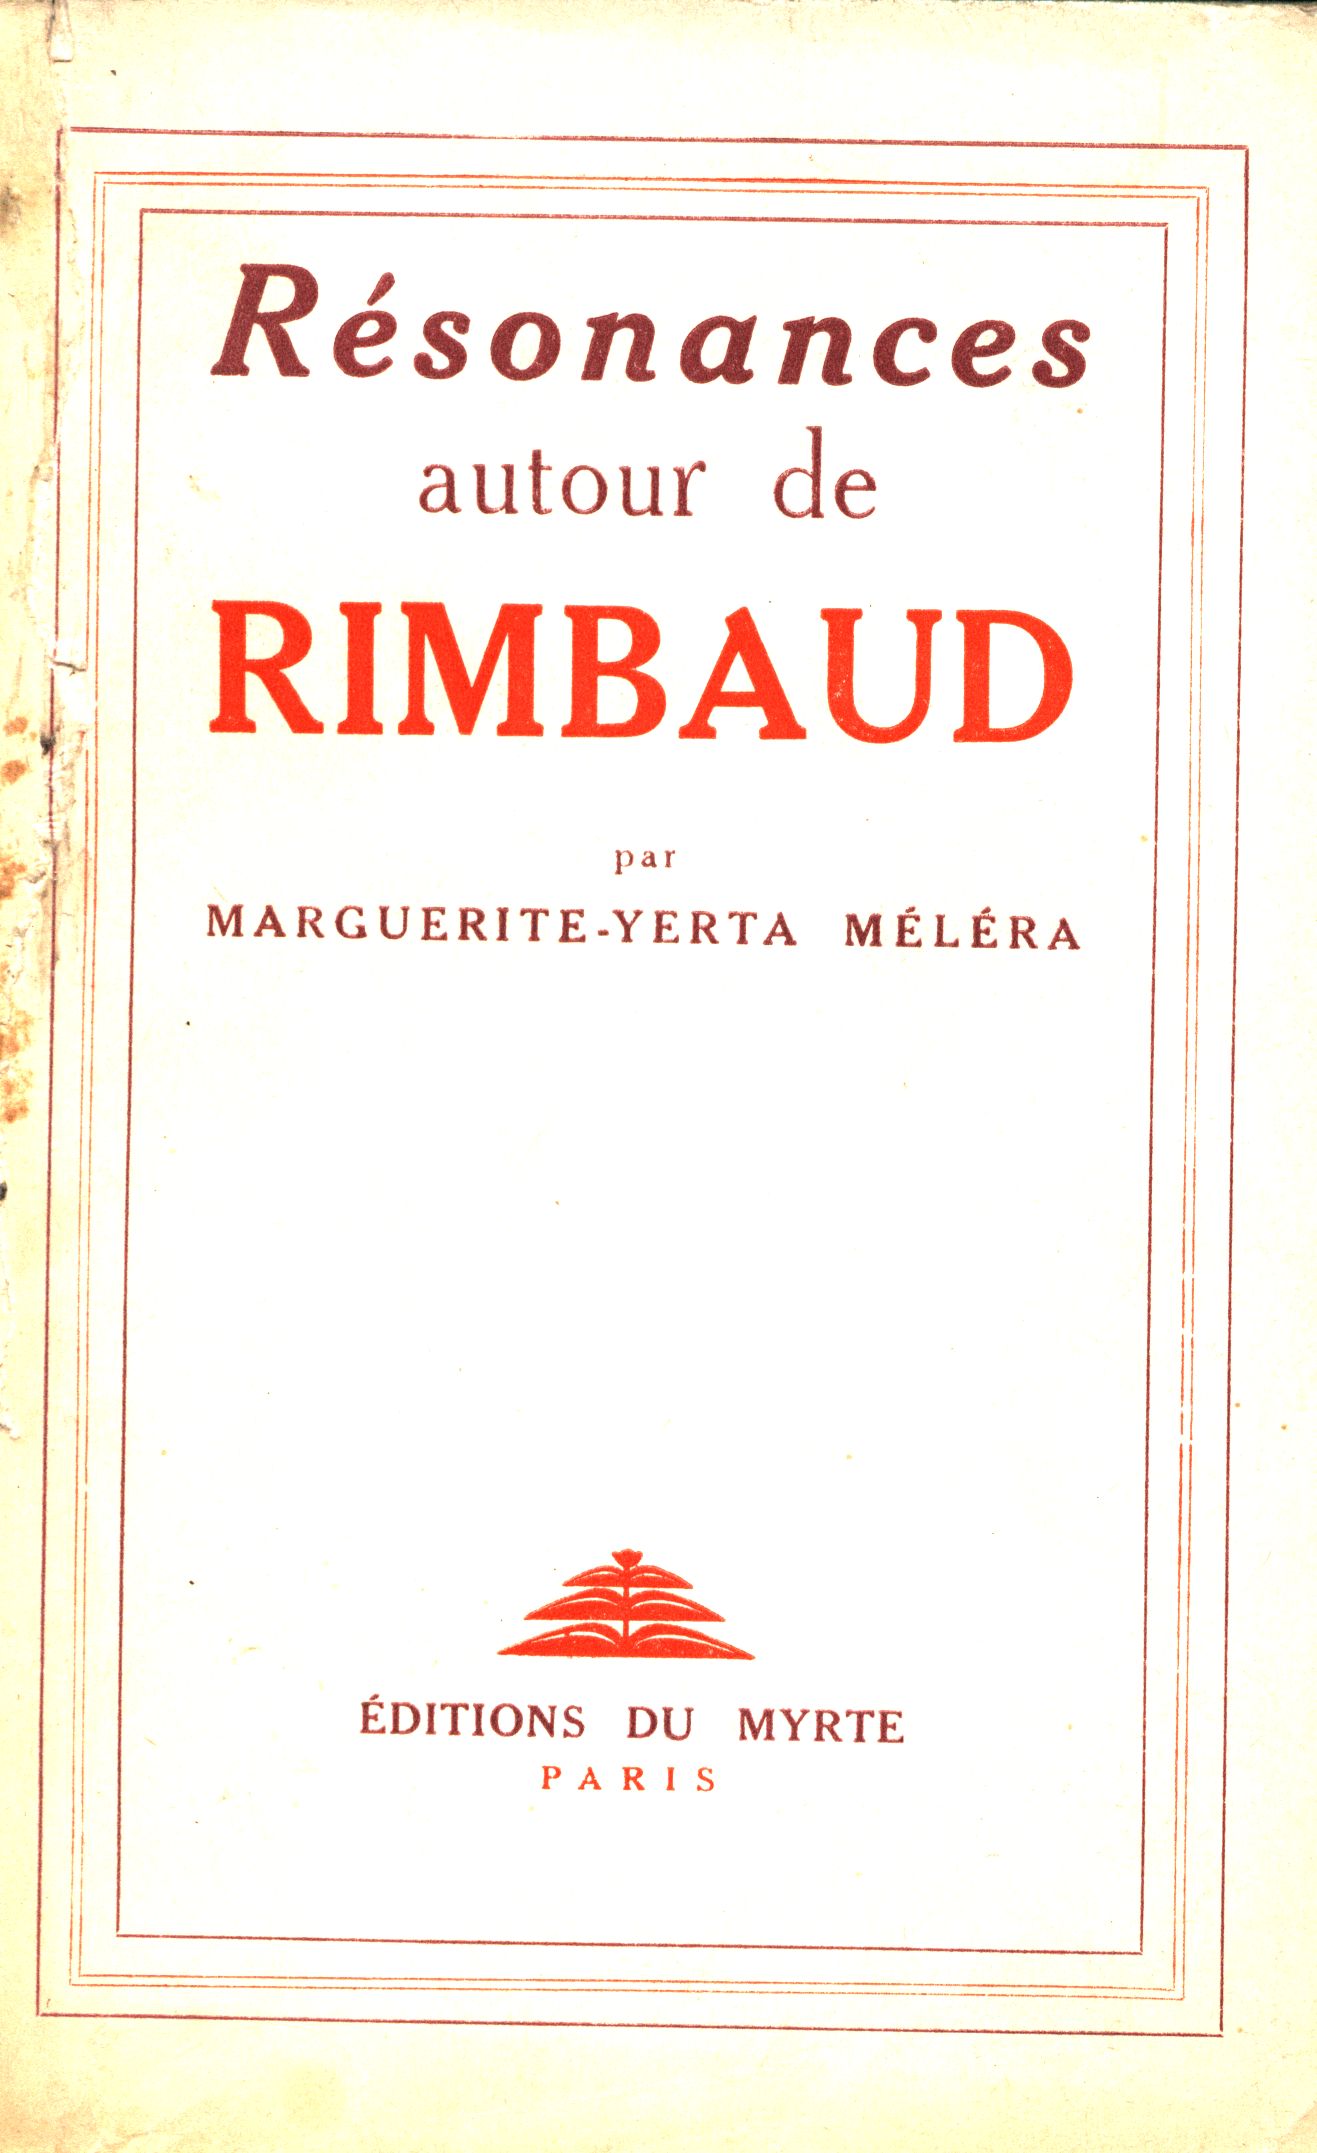 Résonances
autour de
RIMBAUD
par
MARGUERITE-YERTA MÉLÉRA
ÉDITIONS DU MYRTE
PARIS